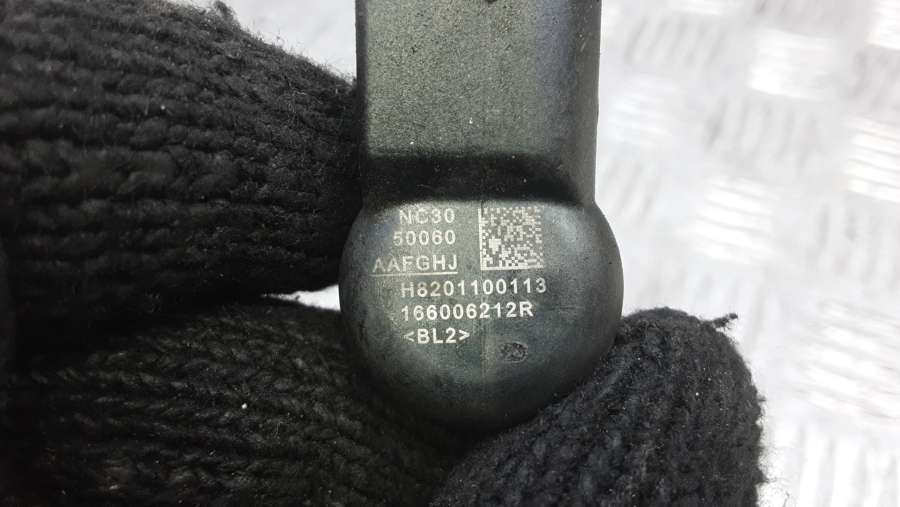 NC30
50060
AAFGHJ
H8201100113
166006212R
<BL2>